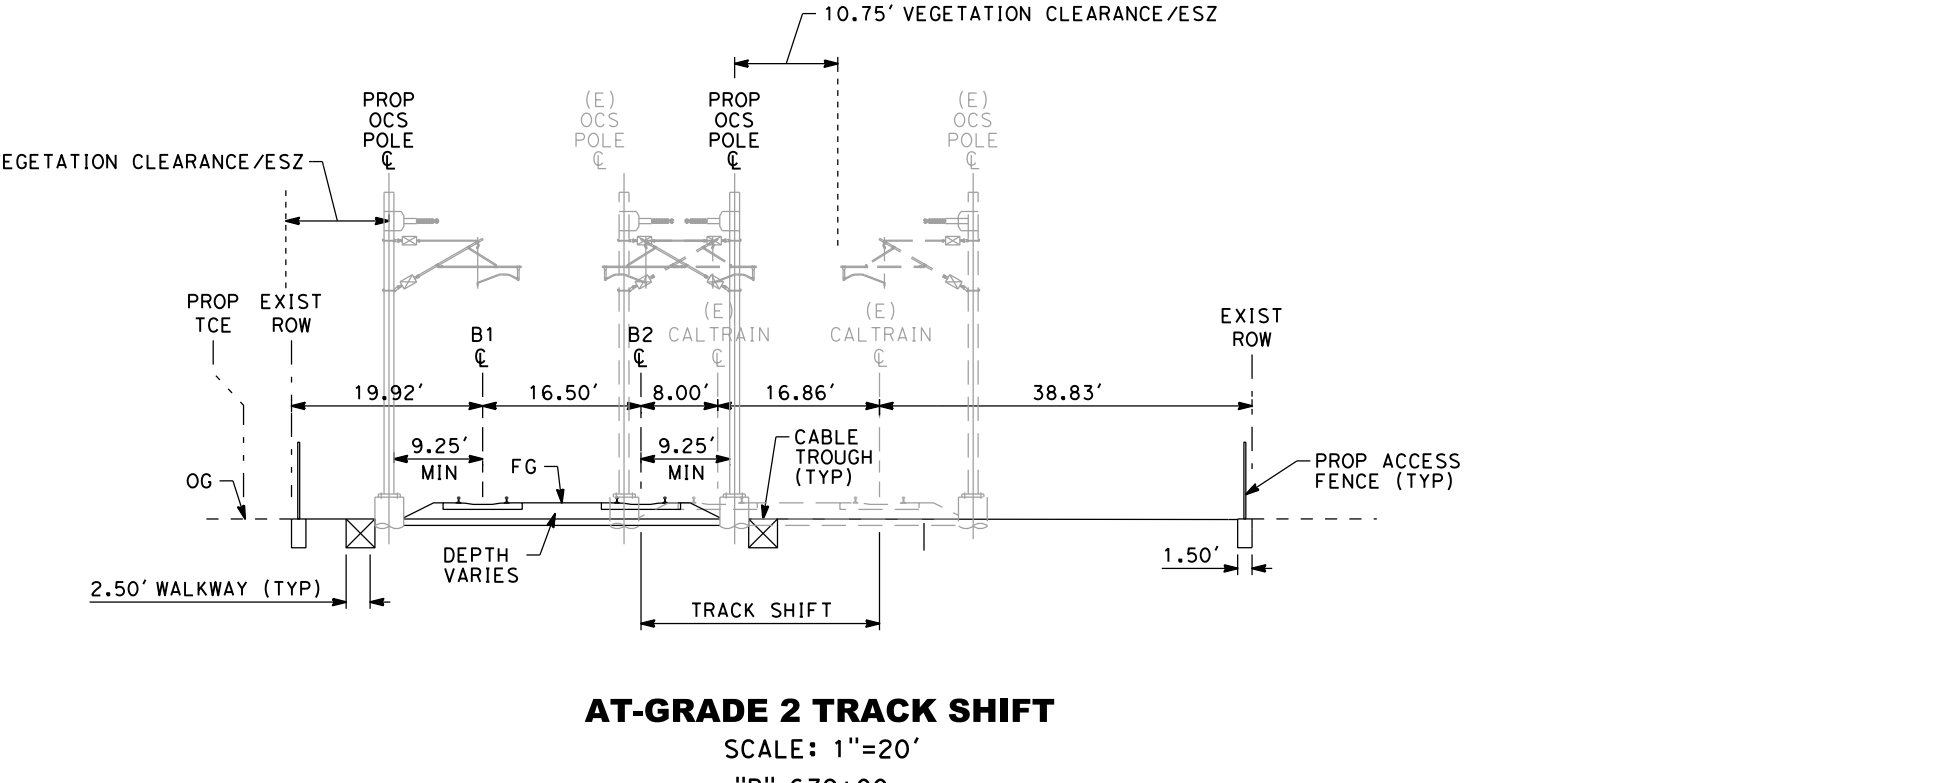 10.75' VEGETATION CLEARANCE/ESZ
PROP
OCS
POLE
℄
(E)
OCS
POLE
℄
PROP
OCS
POLE
℄
(E)
OCS
POLE
℄
EGETATION CLEARANCE/ESZ
PROP
TCE
EXIST
ROW
B1
℄
B2
℄
(E)
CALTRAIN
℄
(E)
CALTRAIN
℄
EXIST
ROW
19.92'
16.50'
8.00'
16.86'
38.83'
9.25'
MIN
9.25'
MIN
FG
OG
CABLE
TROUGH
(TYP)
PROP ACCESS
FENCE (TYP)
DEPTH
VARIES
1.50'
2.50' WALKWAY (TYP)
TRACK SHIFT
AT-GRADE 2 TRACK SHIFT
SCALE: 1"=20'